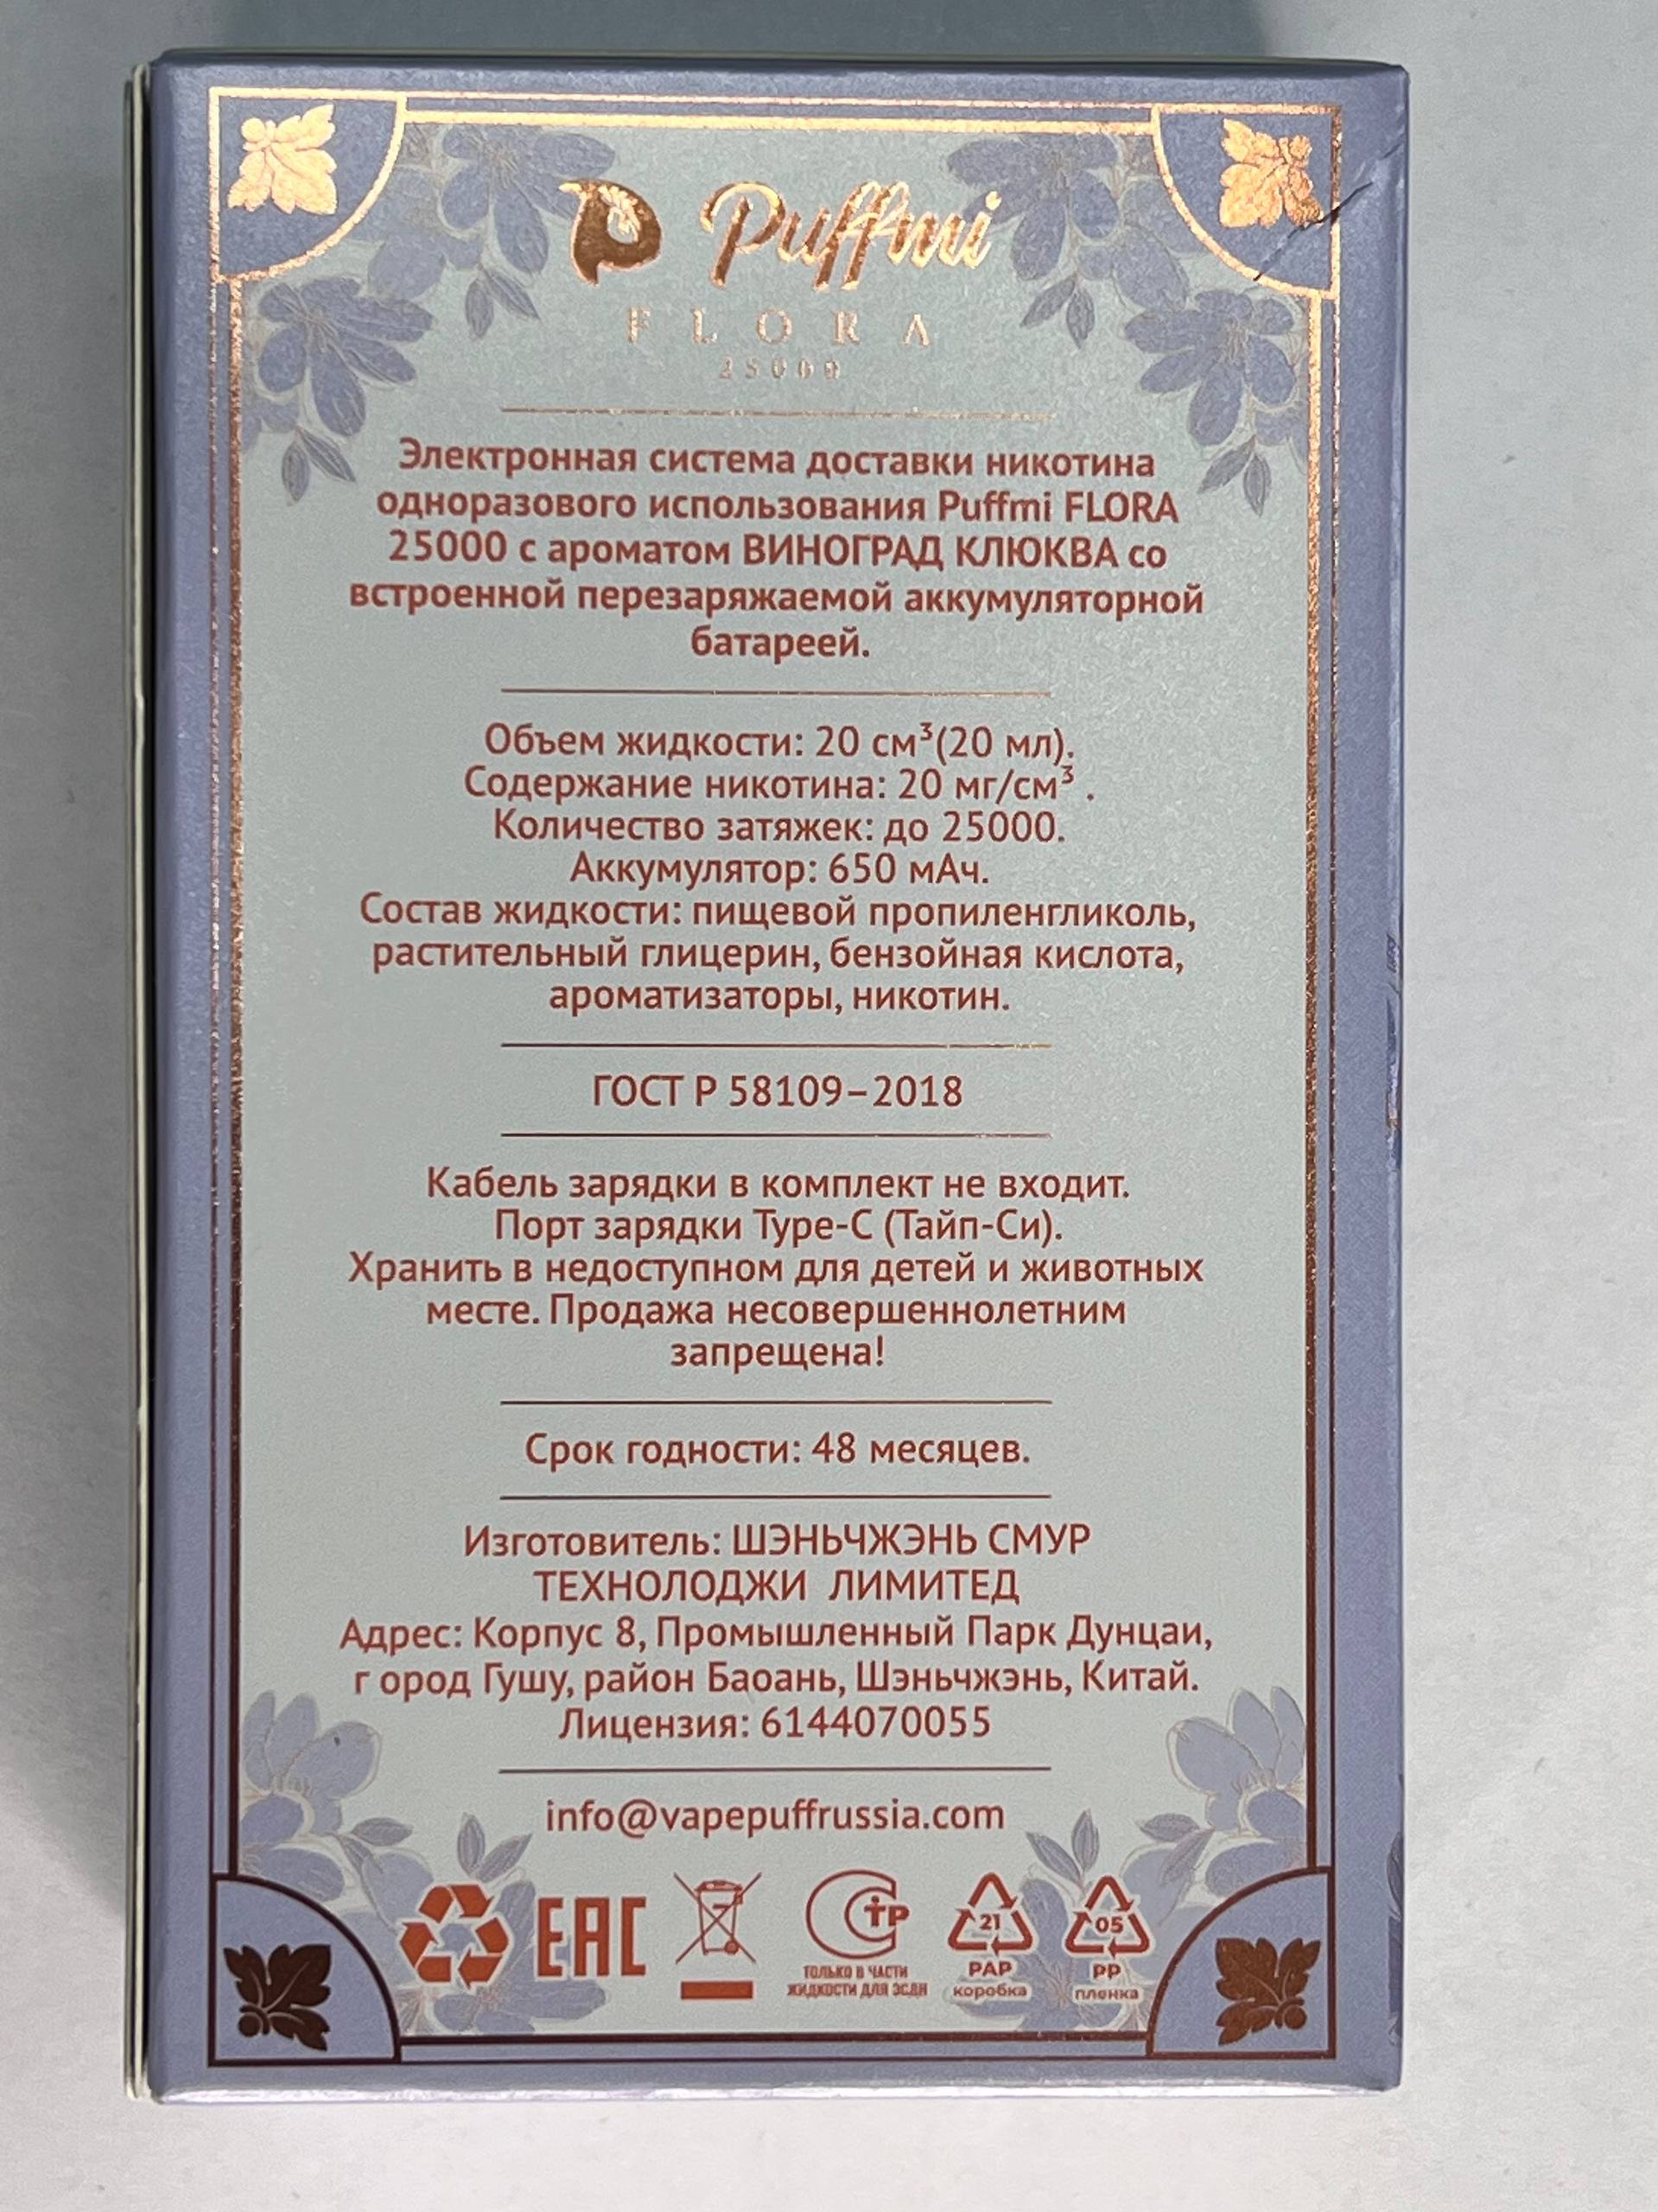 Puffmi
FLORA
25000
Электронная система доставки никотина
одноразового использования Puffmi FLORA
25000 с ароматом ВИНОГРАД КЛЮКВА со
встроенной перезаряжаемой аккумуляторной
батареей.
Объем жидкости: 20 см³(20 мл).
Содержание никотина: 20 мг/см³ .
Количество затяжек: до 25000.
Аккумулятор: 650 мАч.
Состав жидкости: пищевой пропиленгликоль,
растительный глицерин, бензойная кислота,
ароматизаторы, никотин.
ГОСТ Р 58109–2018
Кабель зарядки в комплект не входит.
Порт зарядки Type-C (Тайп-Си).
Хранить в недоступном для детей и животных
месте. Продажа несовершеннолетним
запрещена!
Срок годности: 48 месяцев.
Изготовитель: ШЭНЬЧЖЭНЬ СМУР
ТЕХНОЛОДЖИ ЛИМИТЕД
Адрес: Корпус 8, Промышленный Парк Дунцаи,
г ород Гушу, район Баоань, Шэньчжэнь, Китай.
Лицензия: 6144070055
info@vapepuffrussia.com
EAC
СТР
ТОЛЬКО В ЧАСТИ
ЖИДКОСТИ ДЛЯ ЭСДН
21
PAP
коробка
05
PP
пленка